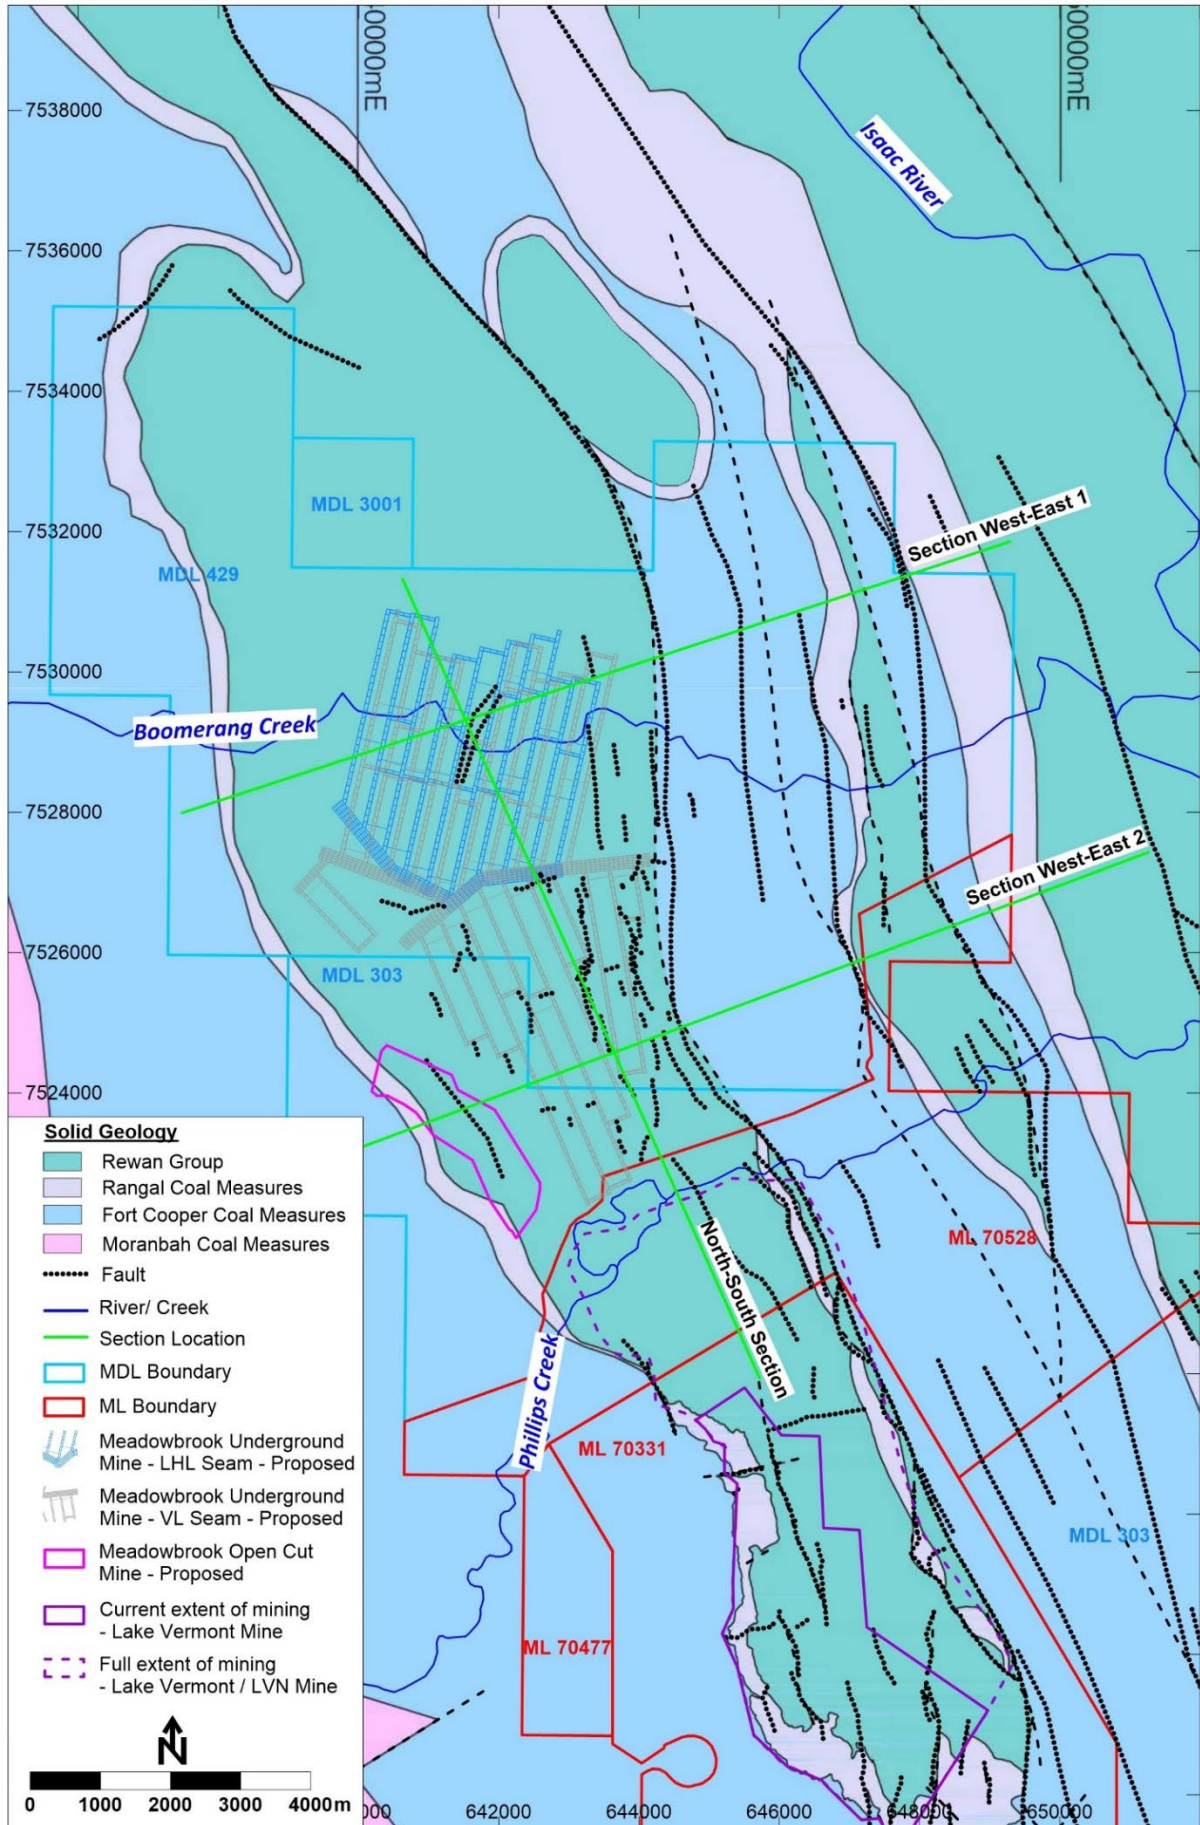 0000mE
0000mE
7538000
Isaac River
7536000
7534000
MDL 3001
7532000
Section West-East 1
MDL 429
7530000
Boomerang Creek
7528000
Section West-East 2
7526000
MDL 303
7524000
Solid Geology
Rewan Group
Rangal Coal Measures
Fort Cooper Coal Measures
Moranbah Coal Measures
Fault
River/ Creek
Section Location
MDL Boundary
ML Boundary
Meadowbrook Underground
Mine - LHL Seam - Proposed
Meadowbrook Underground
Mine - VL Seam - Proposed
Meadowbrook Open Cut
Mine - Proposed
Current extent of mining
- Lake Vermont Mine
Full extent of mining
- Lake Vermont / LVN Mine
N
0 1000 2000 3000 4000m
North-South Section
ML 70528
Phillips Creek
ML 70331
MDL 303
ML 70477
000
642000
644000
646000
648000
650000